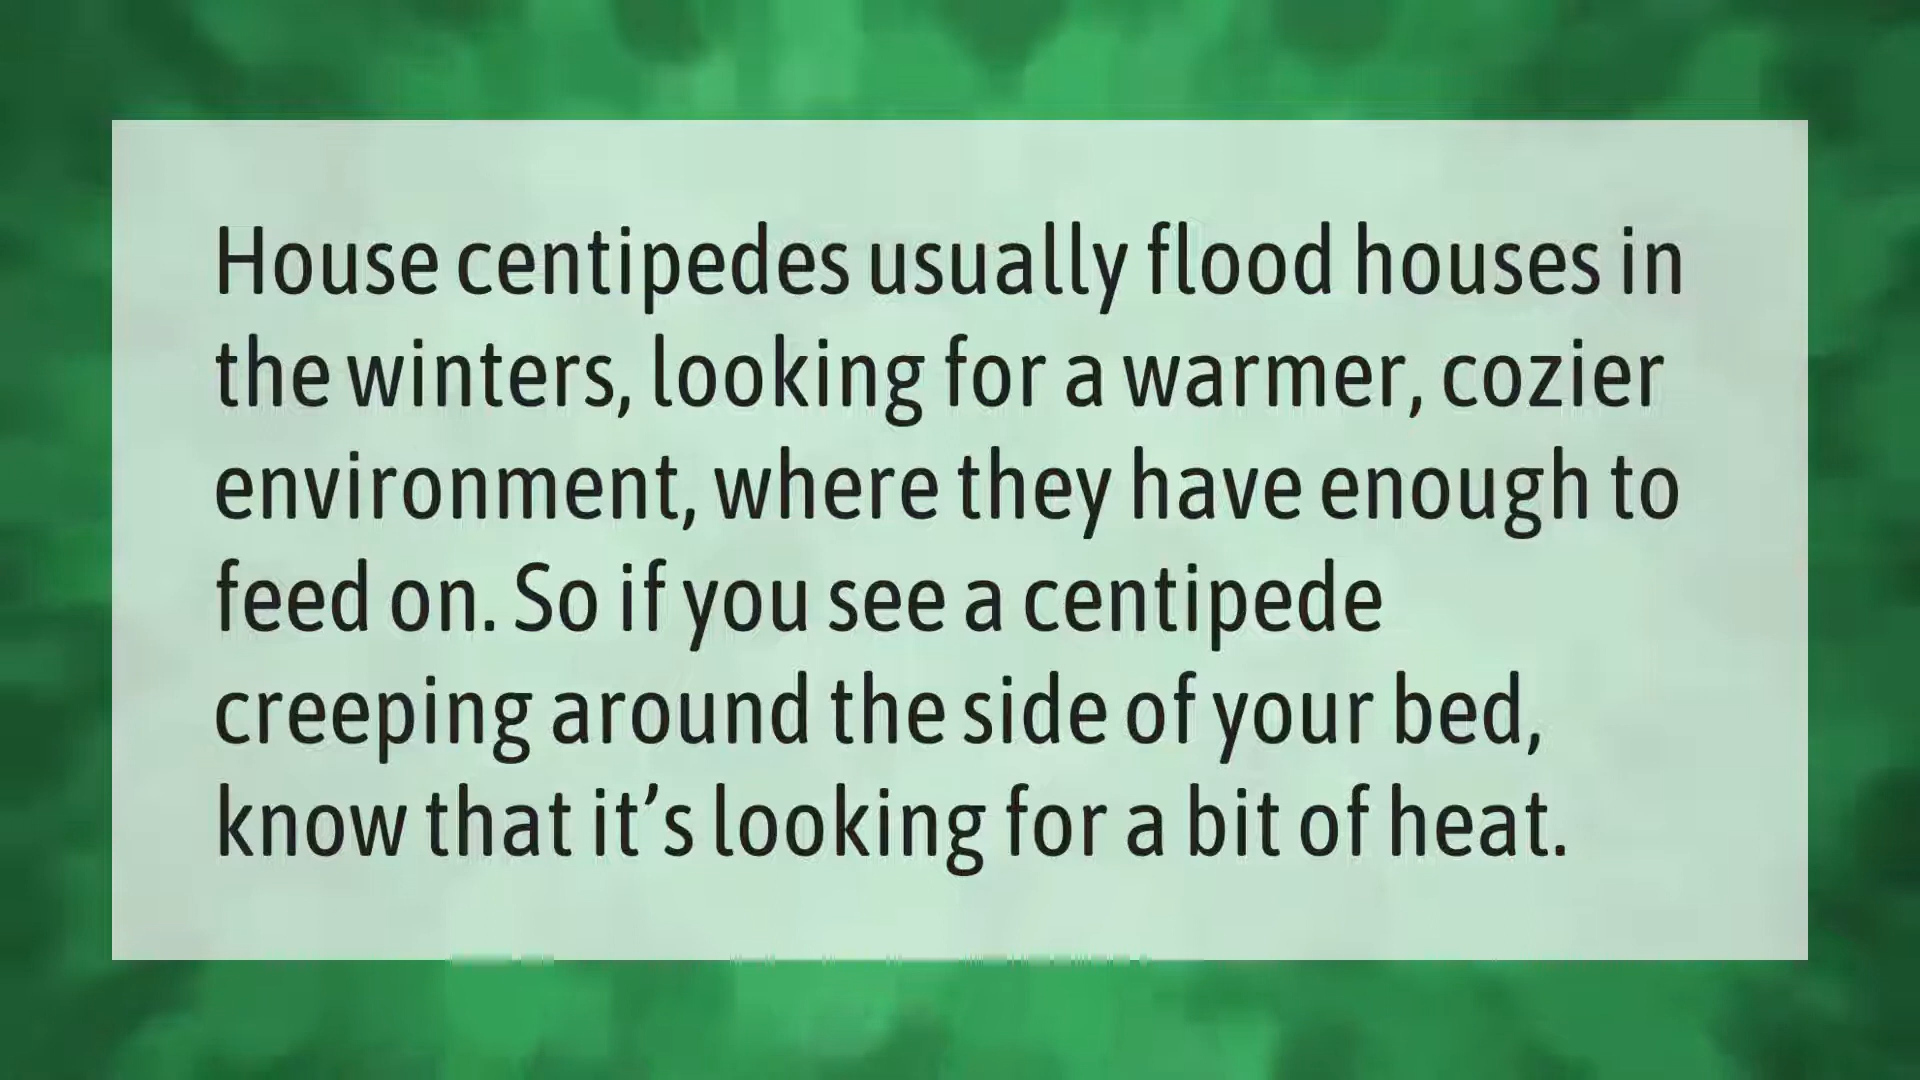 House centipedes usually flood houses in
the winters, looking for a warmer, cozier
environment, where they have enough to
feed on. So if you see a centipede
creeping around the side of your bed,
know that it’s looking for a bit of heat.